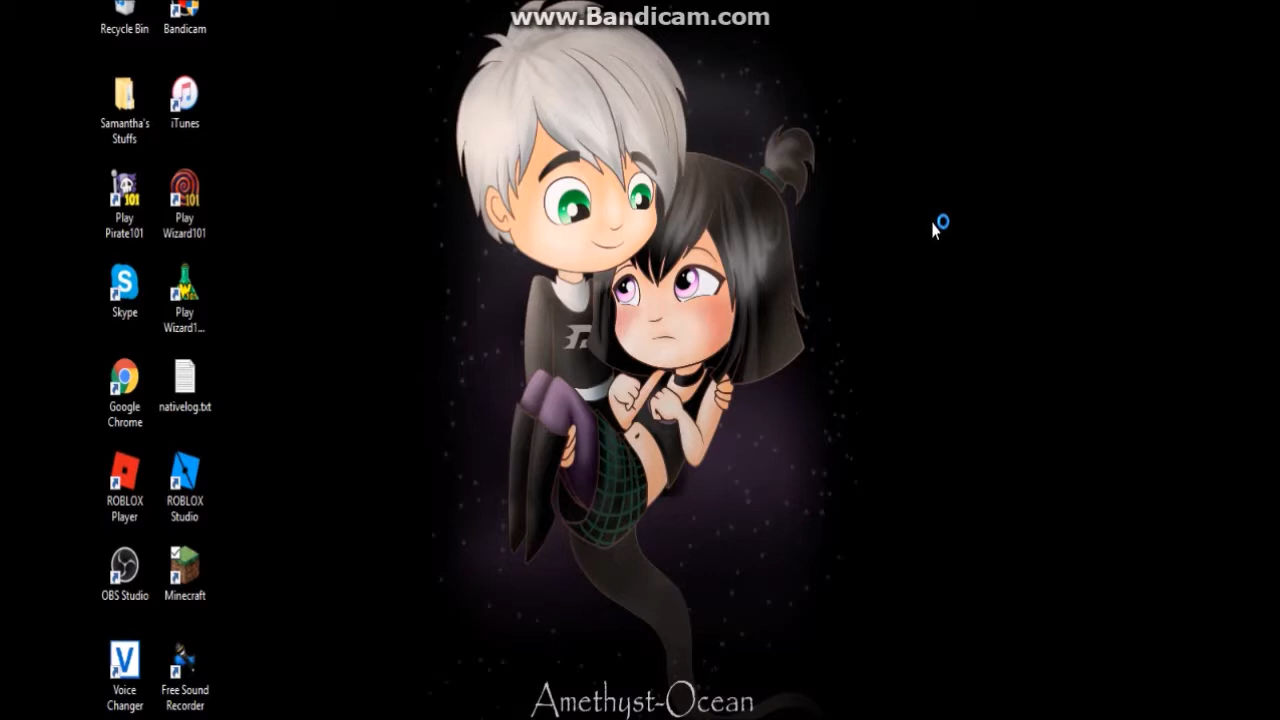 www.Bandicam.com
Recycle Bin
Bandicam
Samantha's
Stuffs
iTunes
Play
Pirate101
Play
Wizard101
Skype
Play
Wizard1...
Google
Chrome
nativelog.txt
ROBLOX
Player
ROBLOX
Studio
OBS Studio
Minecraft
Voice
Changer
Free Sound
Recorder
Amethyst-Ocean